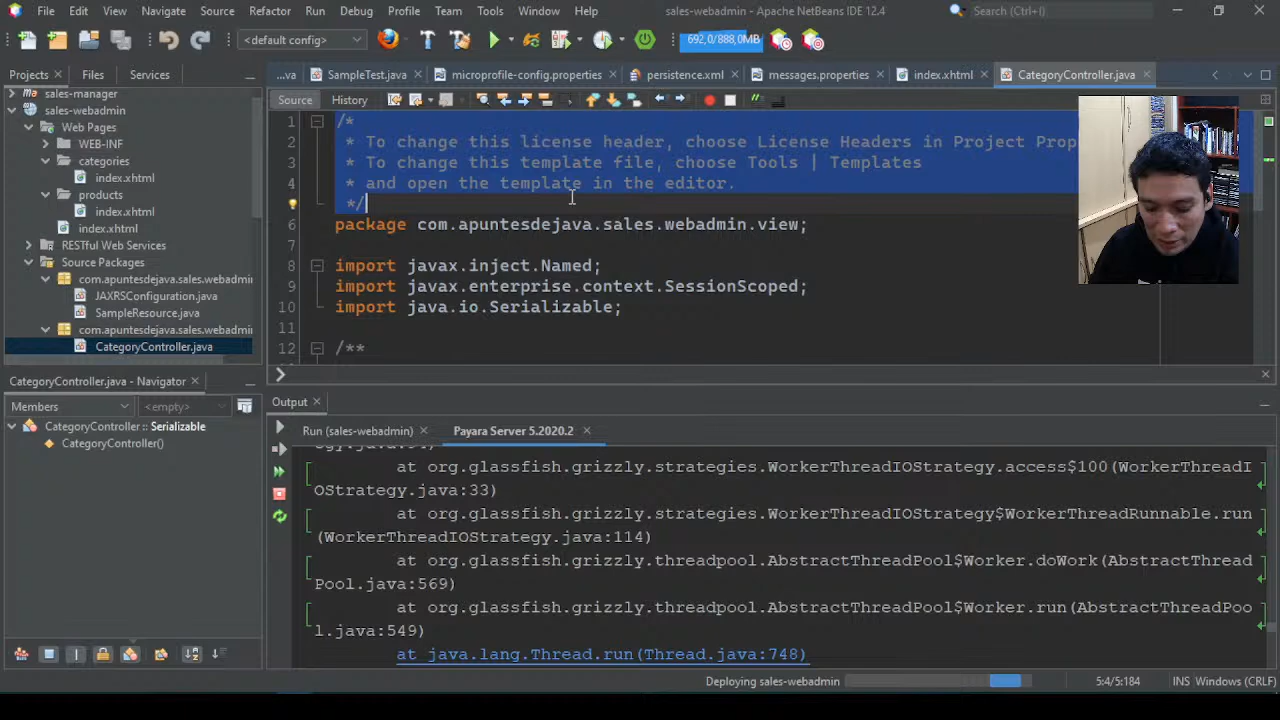 File Edit View Navigate Source Refactor Run Debug Profile Team Tools Window Help
sales-webadmin - Apache NetBeans IDE 12.4
Search (Ctrl+I)
<default config>
692,0/888,0MB
Projects
Files
Services
...va
SampleTest.java
microprofile-config.properties
persistence.xml
messages.properties
index.xhtml
CategoryController.java
sales-manager
sales-webadmin
Web Pages
WEB-INF
categories
index.xhtml
products
index.xhtml
index.xhtml
RESTful Web Services
Source Packages
com.apuntesdejava.sales.webadmin
JAXRSConfiguration.java
SampleResource.java
com.apuntesdejava.sales.webadmin
CategoryController.java
Source
History
1 /*
2 * To change this license header, choose License Headers in Project Prop
3 * To change this template file, choose Tools | Templates
4 * and open the template in the editor.
*/
6 package com.apuntesdejava.sales.webadmin.view;
7
8 import javax.inject.Named;
9 import javax.enterprise.context.SessionScoped;
10 import java.io.Serializable;
11
12 /**
CategoryController.java - Navigator
Members
<empty>
CategoryController :: Serializable
CategoryController()
Output
Run (sales-webadmin)
Payara Server 5.2020.2
at org.glassfish.grizzly.strategies.WorkerThreadIOStrategy.access$100(WorkerThreadI
OStrategy.java:33)
at org.glassfish.grizzly.strategies.WorkerThreadIOStrategy$WorkerThreadRunnable.run
(WorkerThreadIOStrategy.java:114)
at org.glassfish.grizzly.threadpool.AbstractThreadPool$Worker.doWork(AbstractThread
Pool.java:569)
at org.glassfish.grizzly.threadpool.AbstractThreadPool$Worker.run(AbstractThreadPoo
l.java:549)
at java.lang.Thread.run(Thread.java:748)
Deploying sales-webadmin
5:4/5:184
INS
Windows (CRLF)